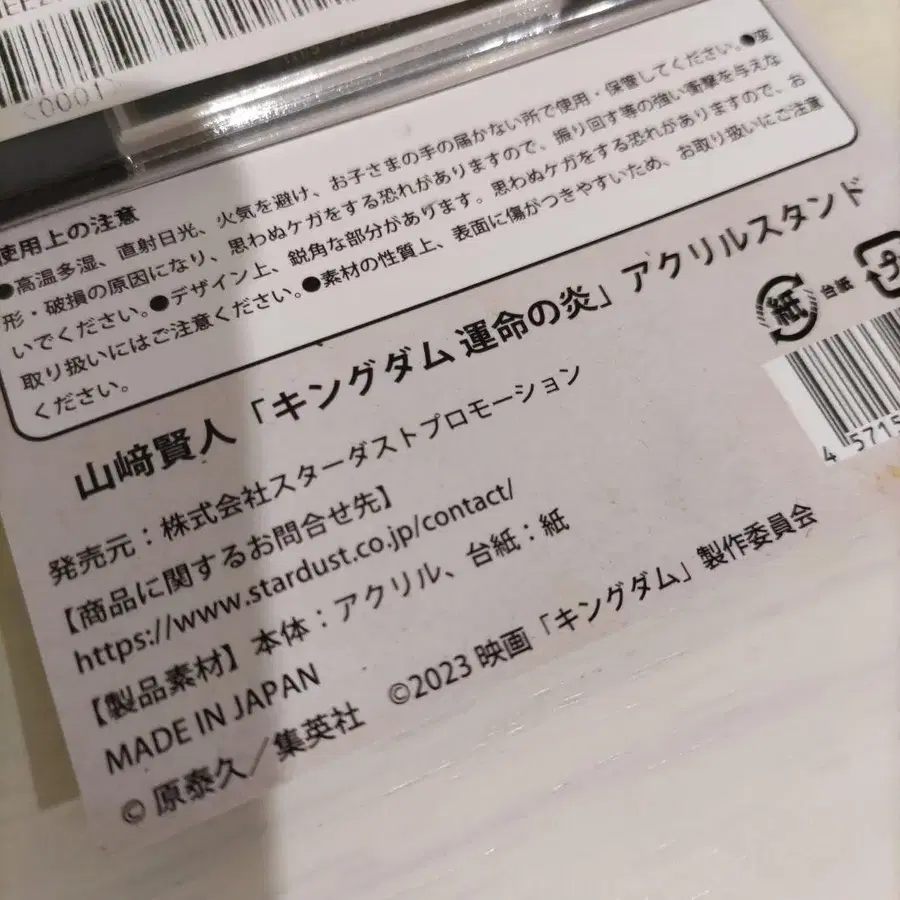 <0001>
使用上の注意
●高温多湿、直射日光、火気を避け、お子さまの手の届かない所で使用・保管してください。●変
形・破損の原因になり、思わぬケガをする恐れがありますので、振り回す等の強い衝撃を与えな
いでください。●デザイン上、鋭角な部分があります。思わぬケガをする恐れがありますので、お
取り扱いにはご注意ください。●素材の性質上、表面に傷がつきやすいため、お取り扱いにご注意
ください。
山﨑賢人「キングダム 運命の炎」アクリルスタンド
発売元：株式会社スターダストプロモーション
【商品に関するお問合せ先】
https://www.stardust.co.jp/contact/
【製品素材】本体：アクリル、台紙：紙
MADE IN JAPAN
© 原泰久／集英社 ©2023 映画「キングダム」製作委員会
紙 台紙
4 5715